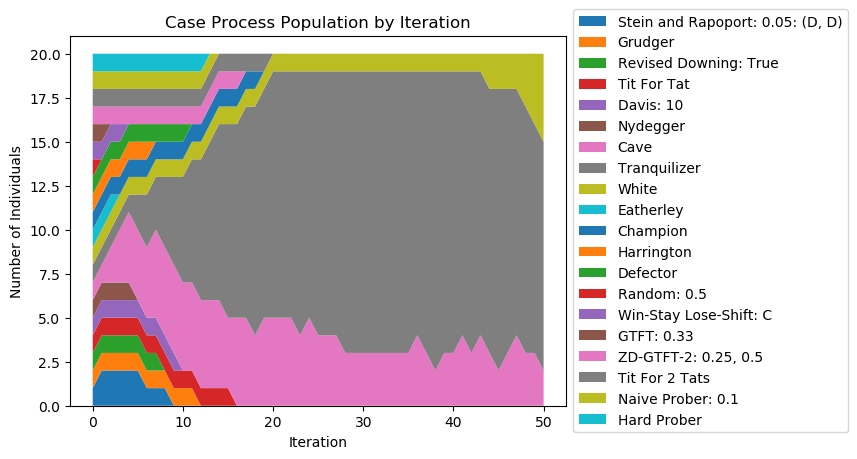 Case Process Population by Iteration
Number of Individuals
20.0
17.5
15.0
12.5
10.0
7.5
5.0
2.5
0.0
0
10
20
30
40
50
Iteration
Stein and Rapoport: 0.05: (D, D)
Grudger
Revised Downing: True
Tit For Tat
Davis: 10
Nydegger
Cave
Tranquilizer
White
Eatherley
Champion
Harrington
Defector
Random: 0.5
Win-Stay Lose-Shift: C
GTFT: 0.33
ZD-GTFT-2: 0.25, 0.5
Tit For 2 Tats
Naive Prober: 0.1
Hard Prober